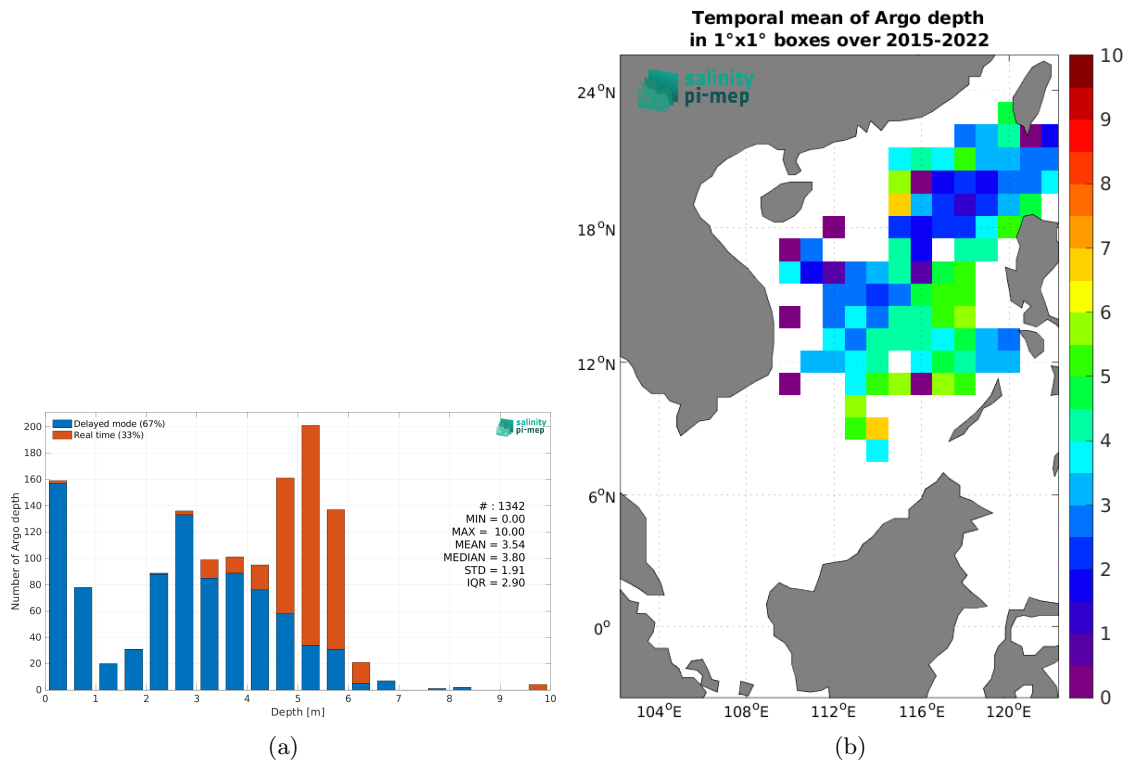 Delayed mode (67%)
Real time (33%)
salinity
pi-mep
# : 1342
MIN = 0.00
MAX = 10.00
MEAN = 3.54
MEDIAN = 3.80
STD = 1.91
IQR = 2.90
Number of Argo depth
200
180
160
140
120
100
80
60
40
20
0
0 1 2 3 4 5 6 7 8 9 10
Depth [m]
(a)
Temporal mean of Argo depth
in 1°x1° boxes over 2015-2022
salinity
pi-mep
24°N
18°N
12°N
6°N
0°
104°E 108°E 112°E 116°E 120°E
10
9
8
7
6
5
4
3
2
1
0
(b)